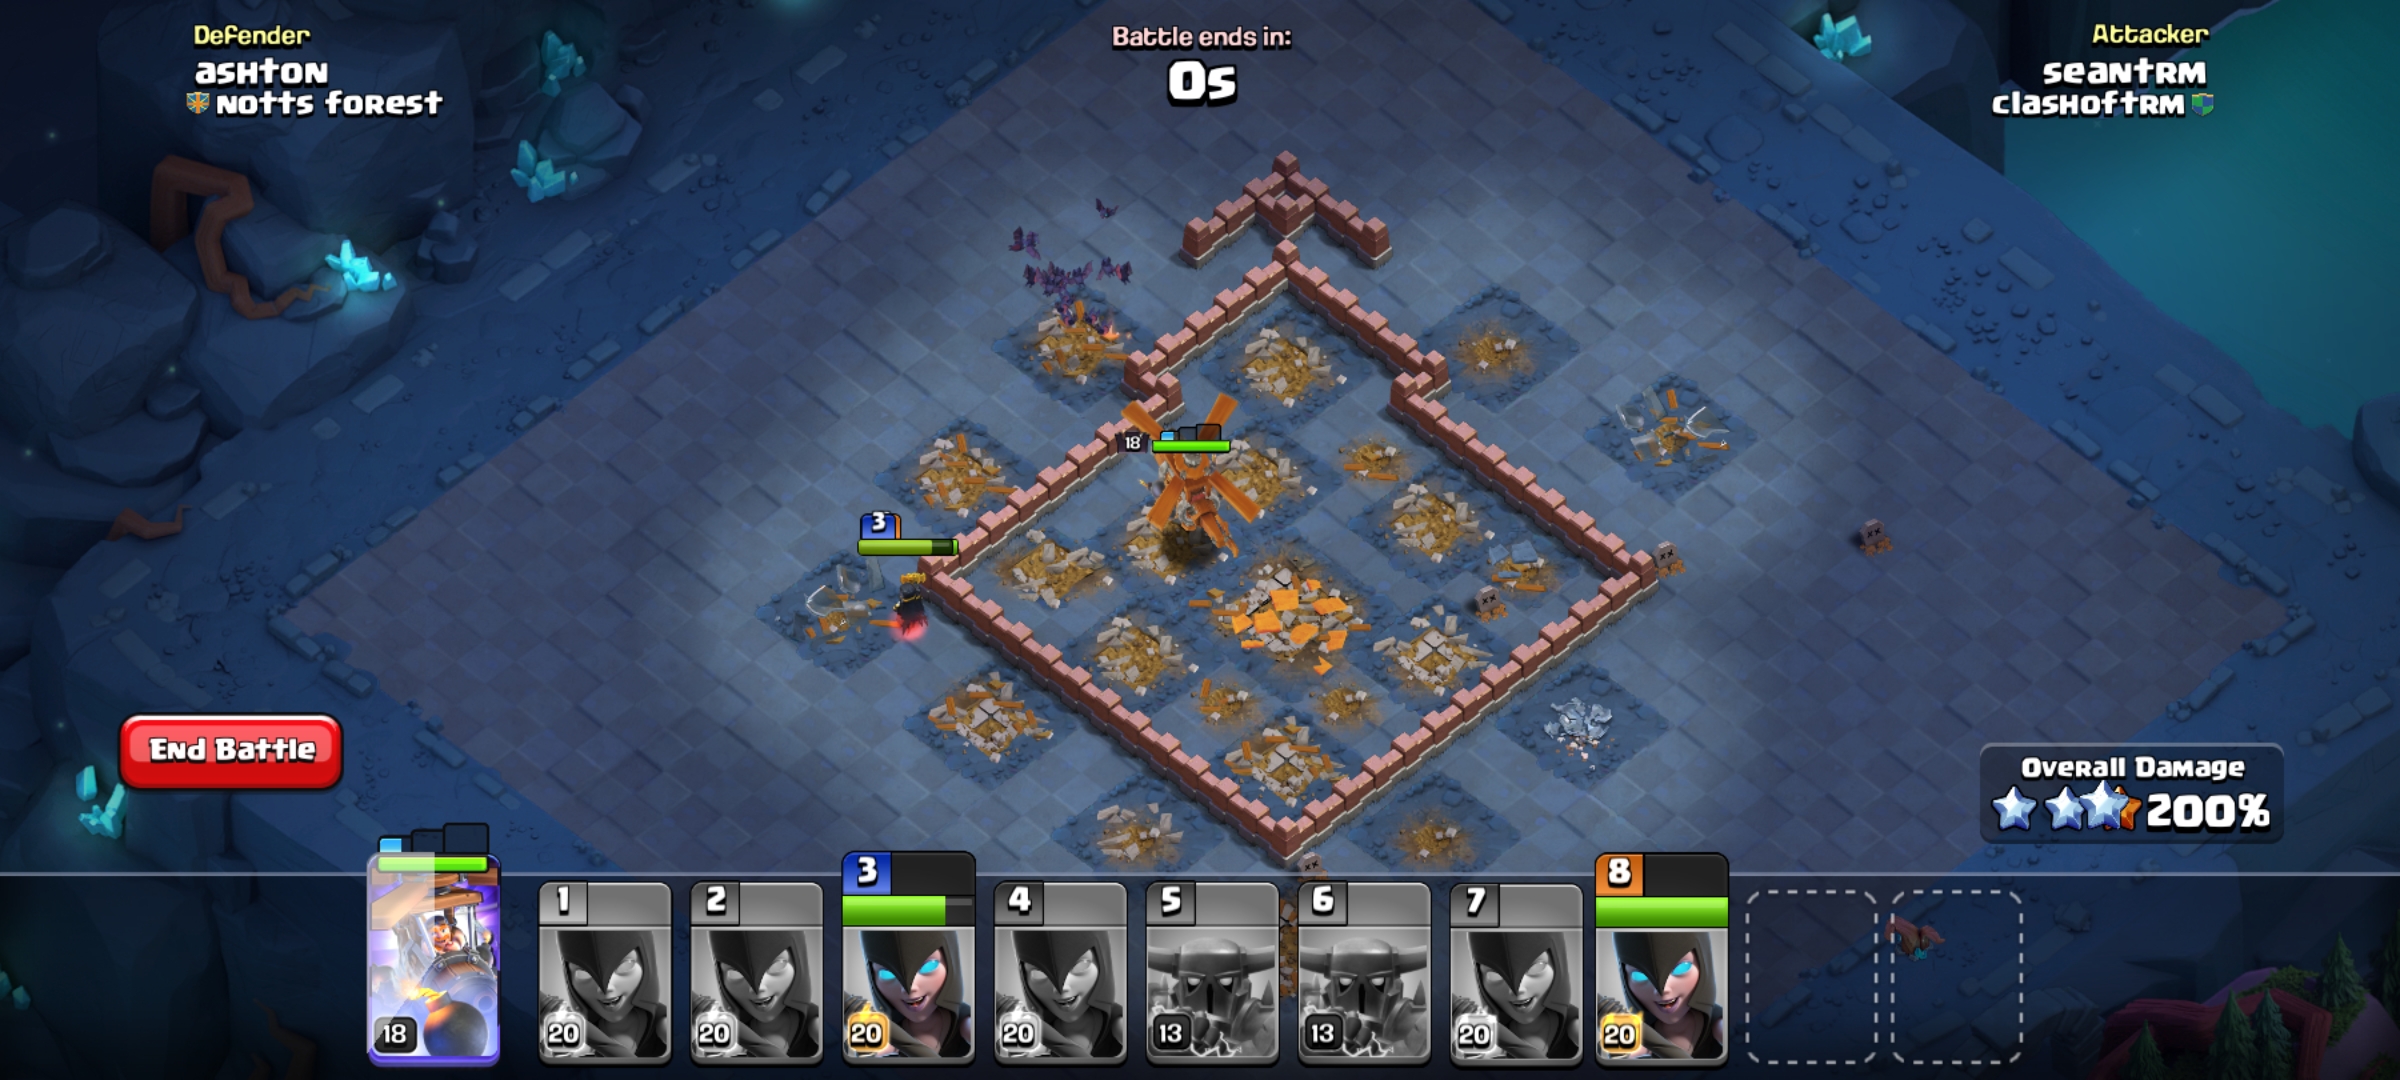 Defender
ashton
Notts forest
Battle ends in:
0s
Attacker
seantrm
clashoftrm
18
3
End Battle
Overall Damage
200%
18
1
20
2
20
3
20
4
20
5
13
6
13
7
20
8
20